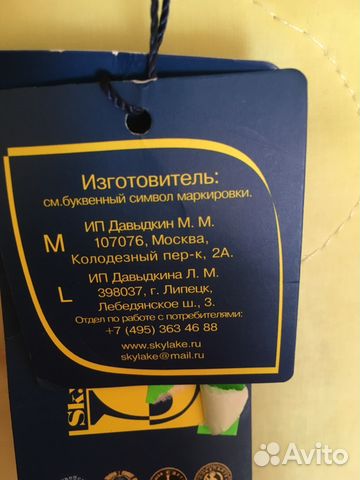 Изготовитель:
см.буквенный символ маркировки.
M
ИП Давыдкин М. М.
107076, Москва,
Колодезный пер-к, 2А.
L
ИП Давыдкина Л. М.
398037, г. Липецк,
Лебедянское ш., 3.
Отдел по работе с потребителями:
+7 (495) 363 46 88
www.skylake.ru
skylake@mail.ru
Ska
Avito